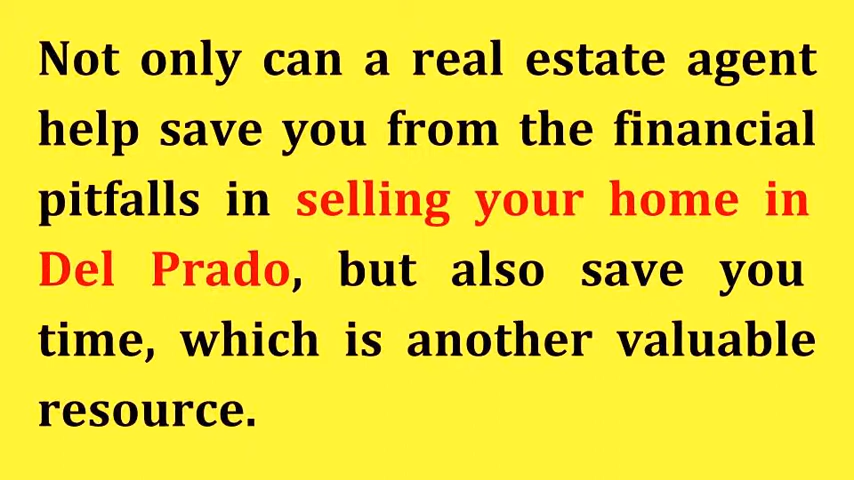 Not only can a real estate agent
help save you from the financial
pitfalls in selling your home in
Del Prado, but also save you
time, which is another valuable
resource.